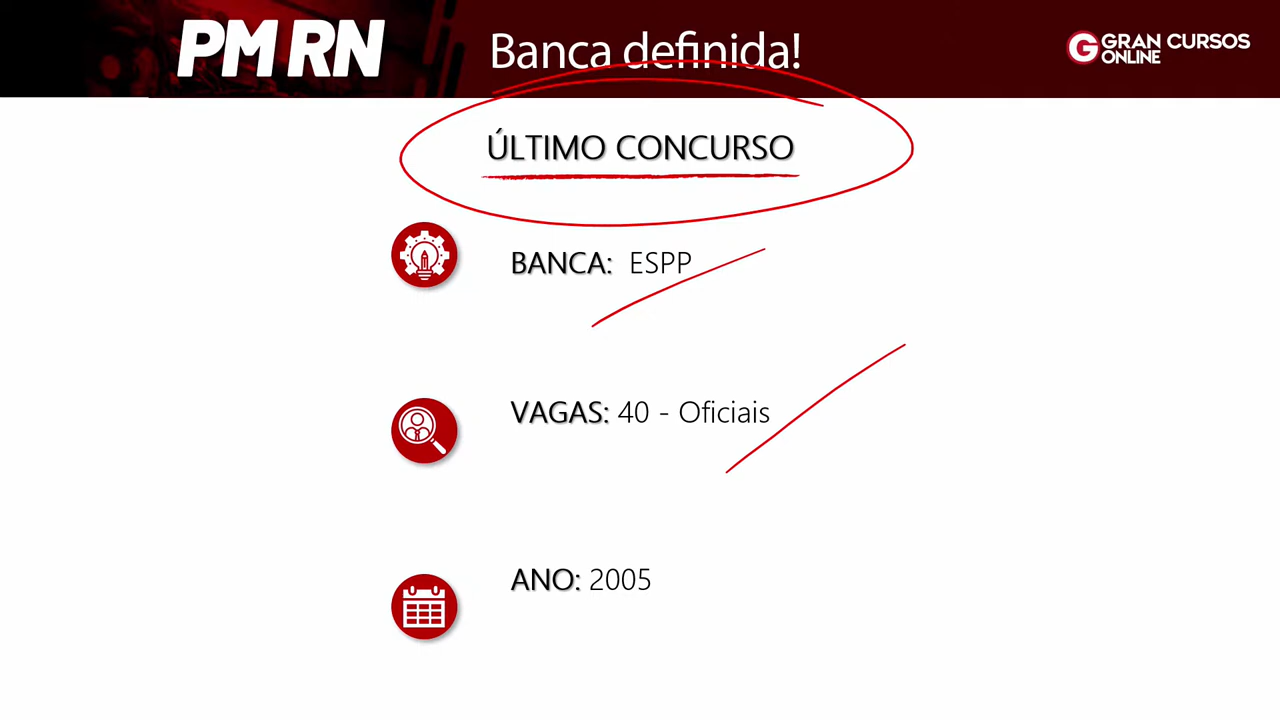 PM RN
Banca definida!
GRAN CURSOS
ONLINE
ÚLTIMO CONCURSO
BANCA: ESPP
VAGAS: 40 - Oficiais
ANO: 2005